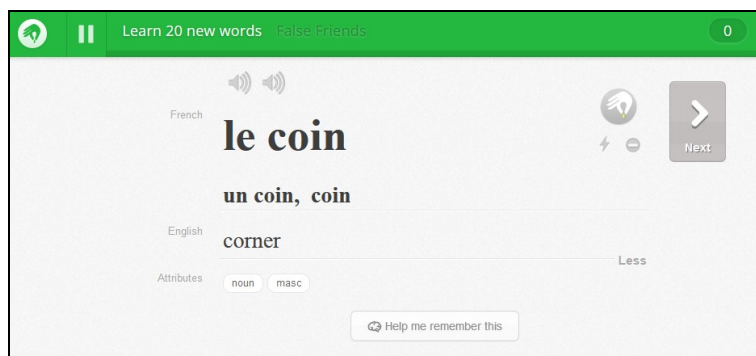 Learn 20 new words False Friends 0
French
le coin
Next
un coin, coin
English
corner
Less
Attributes
noun masc
Help me remember this